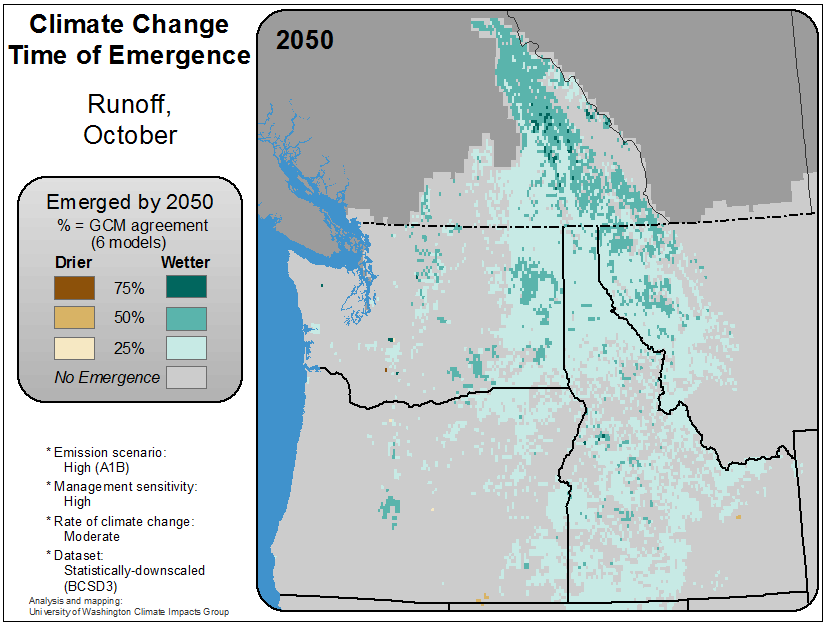 Climate Change
Time of Emergence
Runoff,
October
2050
Emerged by 2050
% = GCM agreement
(6 models)
Drier Wetter
75%
50%
25%
No Emergence
* Emission scenario:
High (A1B)
* Management sensitivity:
High
* Rate of climate change:
Moderate
* Dataset:
Statistically-downscaled
(BCSD3)
Analysis and mapping:
University of Washington Climate Impacts Group